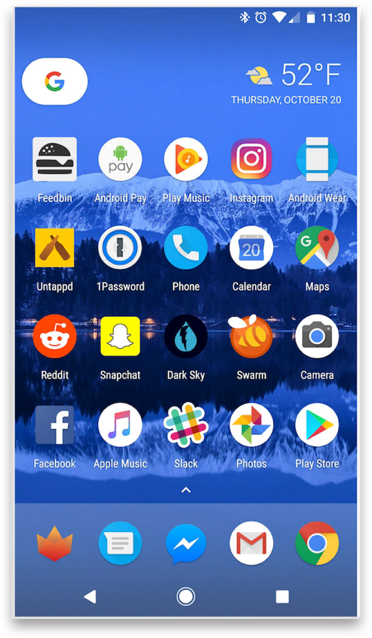 11:30
G
52°F
THURSDAY, OCTOBER 20
pay
Feedbin Android Pay Play Music Instagram Android Wear
1 20 G
Untappd 1Password Phone Calendar Maps
Reddit Snapchat Dark Sky Swarm Camera
f
Facebook Apple Music Slack Photos Play Store